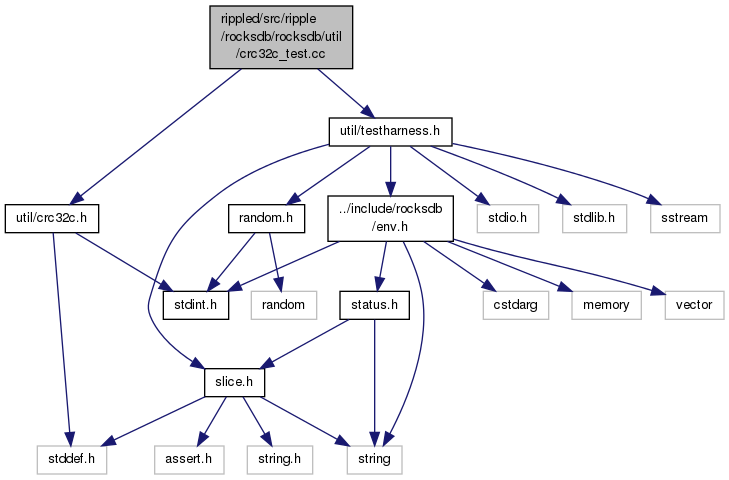 rippled/src/ripple
/rocksdb/rocksdb/util
/crc32c_test.cc
util/testharness.h
util/crc32c.h
random.h
../include/rocksdb
/env.h
stdio.h
stdlib.h
sstream
stdint.h
random
status.h
cstdarg
memory
vector
slice.h
stddef.h
assert.h
string.h
string